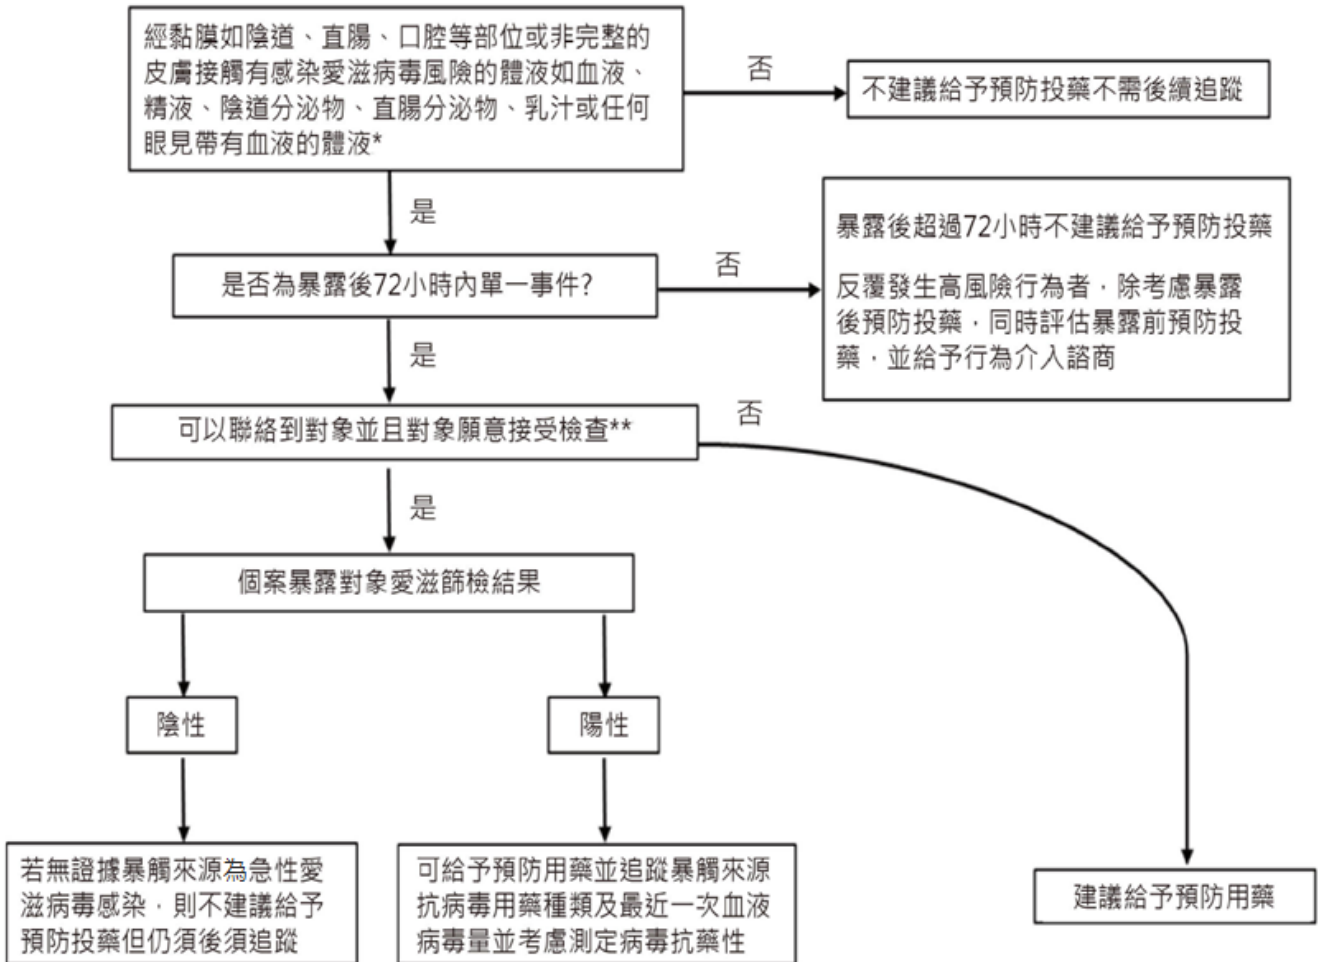 經黏膜如陰道、直腸、口腔等部位或非完整的
皮膚接觸有感染愛滋病毒風險的體液如血液、
精液、陰道分泌物、直腸分泌物、乳汁或任何
眼見帶有血液的體液*
否
不建議給予預防投藥不需後續追蹤
是
是否為暴露後72小時內單一事件?
否
暴露後超過72小時不建議給予預防投藥
反覆發生高風險行為者，除考慮暴露
後預防投藥，同時評估暴露前預防投
藥，並給予行為介入諮商
是
可以聯絡到對象並且對象願意接受檢查**
否
是
個案暴露對象愛滋篩檢結果
陰性
陽性
若無證據暴觸來源為急性愛
滋病毒感染，則不建議給予
預防投藥但仍須後須追蹤
可給予預防用藥並追蹤暴觸來源
抗病毒用藥種類及最近一次血液
病毒量並考慮測定病毒抗藥性
建議給予預防用藥